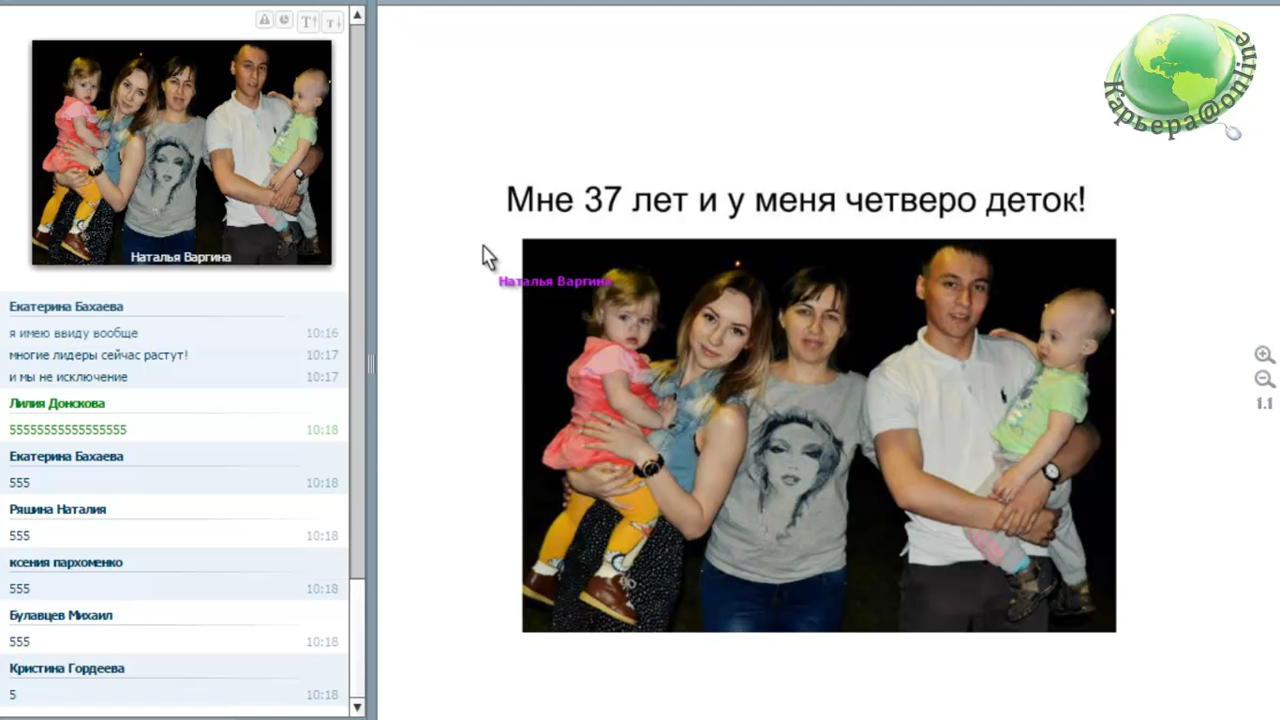 Наталья Варгина
Екатерина Бахаева
я имею ввиду вообще 10:16
многие лидеры сейчас растут! 10:17
и мы не исключение 10:17
Лилия Донскова
55555555555555555 10:18
Екатерина Бахаева
555 10:18
Ряшина Наталия
555 10:18
ксения пархоменко
555 10:18
Булавцев Михаил
555 10:18
Кристина Гордеева
5 10:18
Карьера@online
Мне 37 лет и у меня четверо деток!
Наталья Варгина
1.1